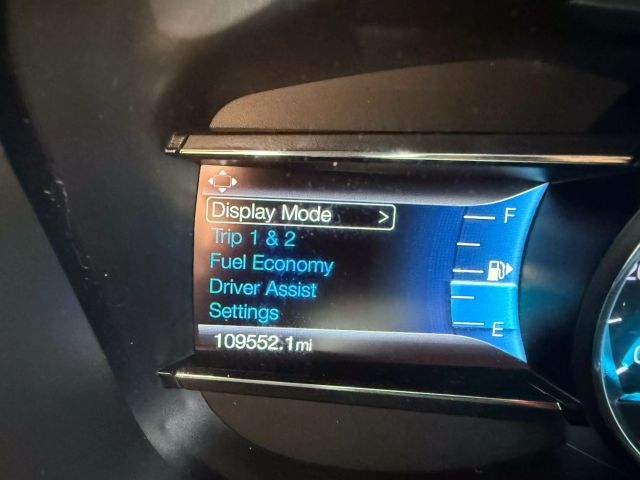 Display Mode >
Trip 1 & 2
Fuel Economy
Driver Assist
Settings
109552.1mi
F
E